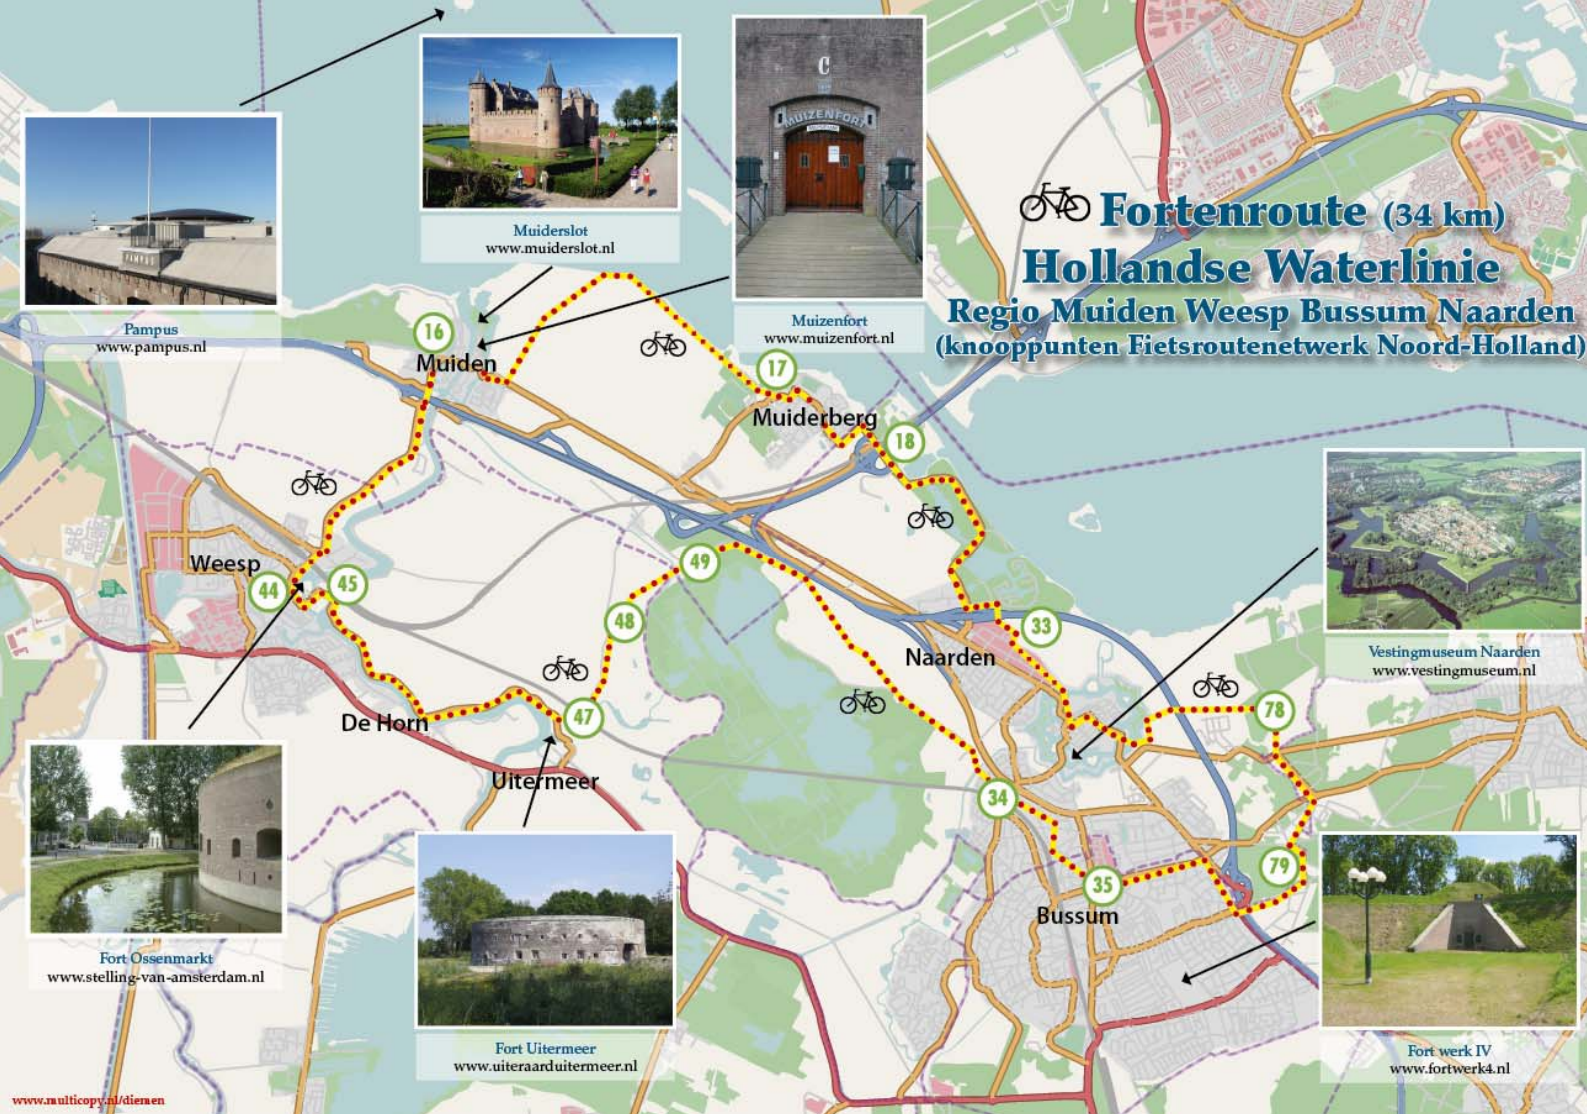 Fortenroute (34 km)
Hollandse Waterlinie
Regio Muiden Weesp Bussum Naarden
(knooppunten Fietsroutenetwerk Noord-Holland)
PAMPUS
Pampus
www.pampus.nl
Muiderslot
www.muiderslot.nl
C
MUIZENFORT
Muizenfort
www.muizenfort.nl
16
Muiden
17
Muiderberg
18
Vestingmuseum Naarden
www.vestingmuseum.nl
Weesp
44
45
49
48
33
Naarden
47
De Horn
Uitermeer
78
34
79
35
Bussum
Fort Ossenmarkt
www.stelling-van-amsterdam.nl
Fort Uitermeer
www.uiteraarduitermeer.nl
Fort werk IV
www.fortwerk4.nl
www.multicopy.nl/diemen